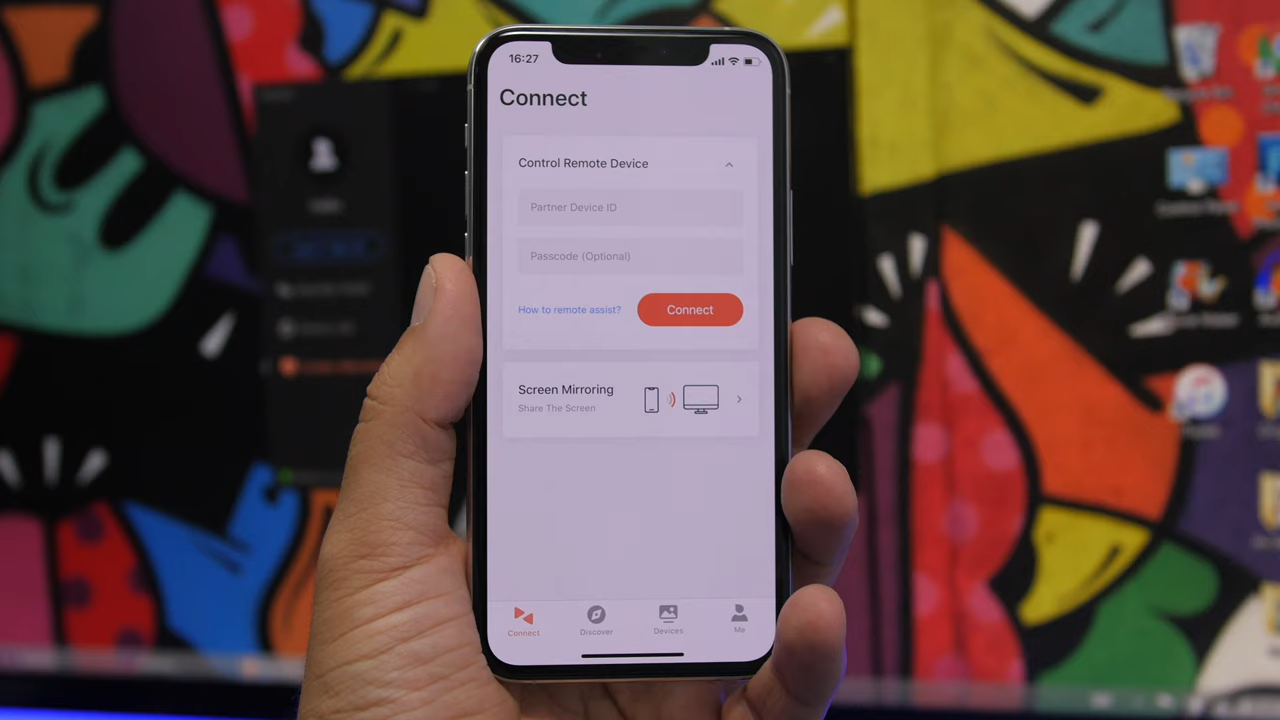 16:27
Connect
Control Remote Device
Partner Device ID
Passcode (Optional)
How to remote assist?
Connect
Screen Mirroring
Share The Screen
Connect
Discover
Devices
Me